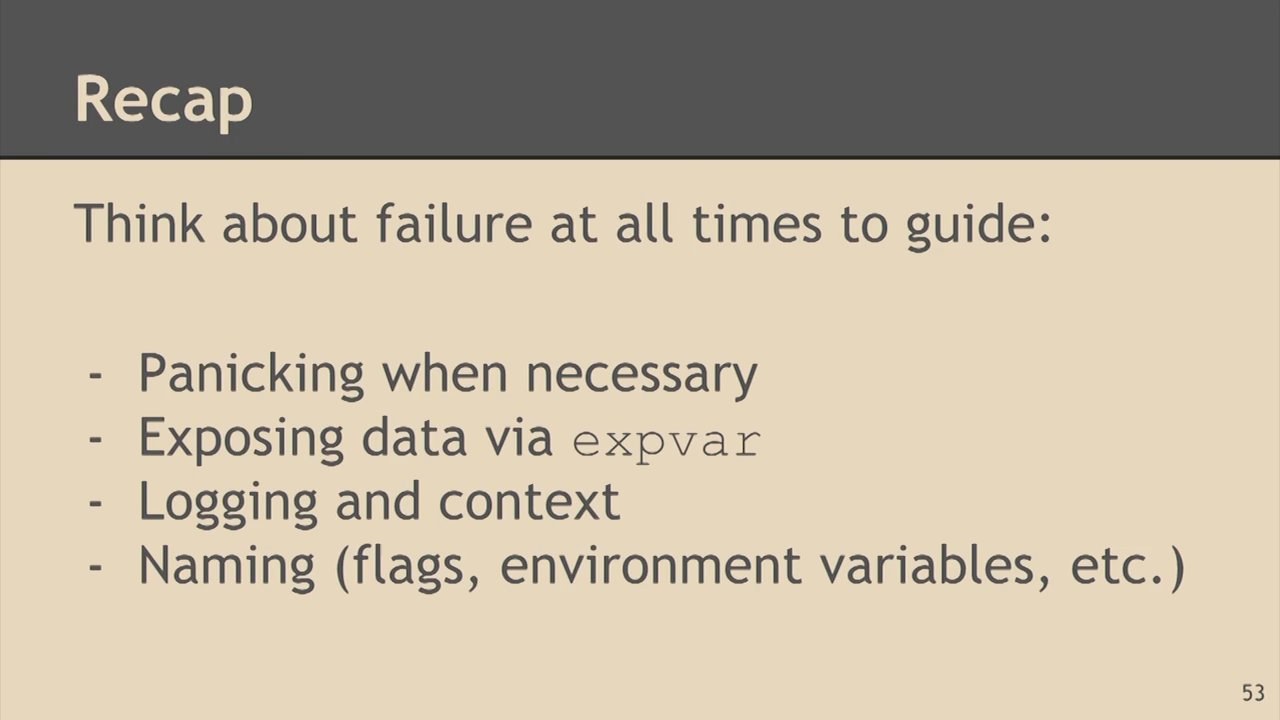 Recap
Think about failure at all times to guide:
- Panicking when necessary
- Exposing data via expvar
- Logging and context
- Naming (flags, environment variables, etc.)
53